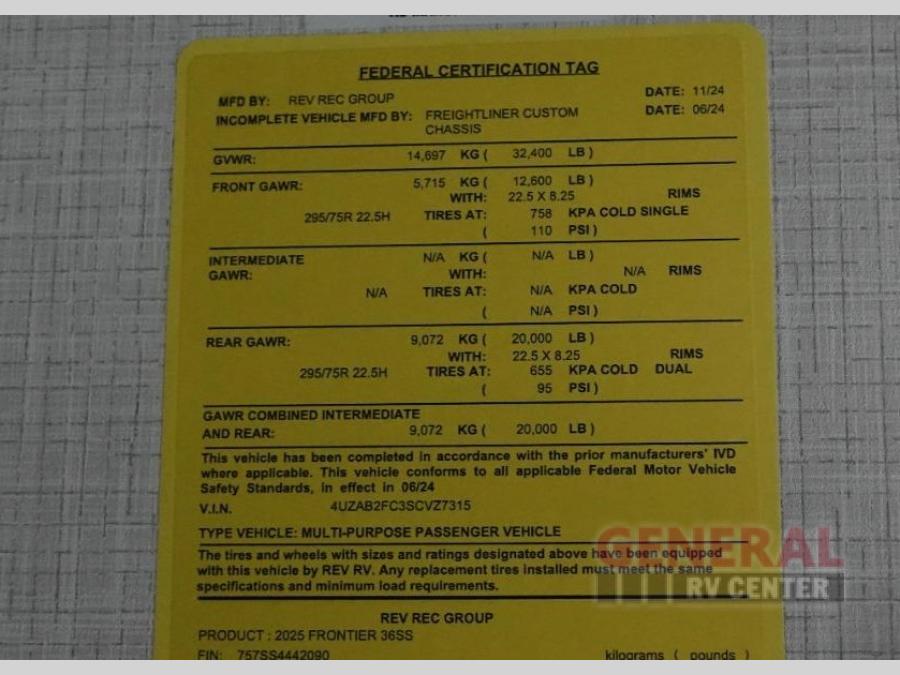 FEDERAL CERTIFICATION TAG
MFD BY: REV REC GROUP DATE: 11/24
INCOMPLETE VEHICLE MFD BY: FREIGHTLINER CUSTOM DATE: 06/24
CHASSIS
GVWR: 14,697 KG ( 32,400 LB )
FRONT GAWR: 5,715 KG ( 12,600 LB )
WITH: 22.5 X 8.25 RIMS
295/75R 22.5H TIRES AT: 758 KPA COLD SINGLE
( 110 PSI )
INTERMEDIATE N/A KG ( N/A LB )
GAWR: WITH: N/A RIMS
N/A TIRES AT: N/A KPA COLD
( N/A PSI )
REAR GAWR: 9,072 KG ( 20,000 LB )
WITH: 22.5 X 8.25 RIMS
295/75R 22.5H TIRES AT: 655 KPA COLD DUAL
( 95 PSI )
GAWR COMBINED INTERMEDIATE
AND REAR: 9,072 KG ( 20,000 LB )
This vehicle has been completed in accordance with the prior manufacturers' IVD
where applicable. This vehicle conforms to all applicable Federal Motor Vehicle
Safety Standards, in effect in 06/24
V.I.N. 4UZAB2FC3SCVZ7315
TYPE VEHICLE: MULTI-PURPOSE PASSENGER VEHICLE
The tires and wheels with sizes and ratings designated above have been equipped
with this vehicle by REV RV. Any replacement tires installed must meet the same
specifications and minimum load requirements.
GENERAL
RV CENTER
REV REC GROUP
PRODUCT : 2025 FRONTIER 36SS
FIN: 757SS4442090 kilograms ( pounds )